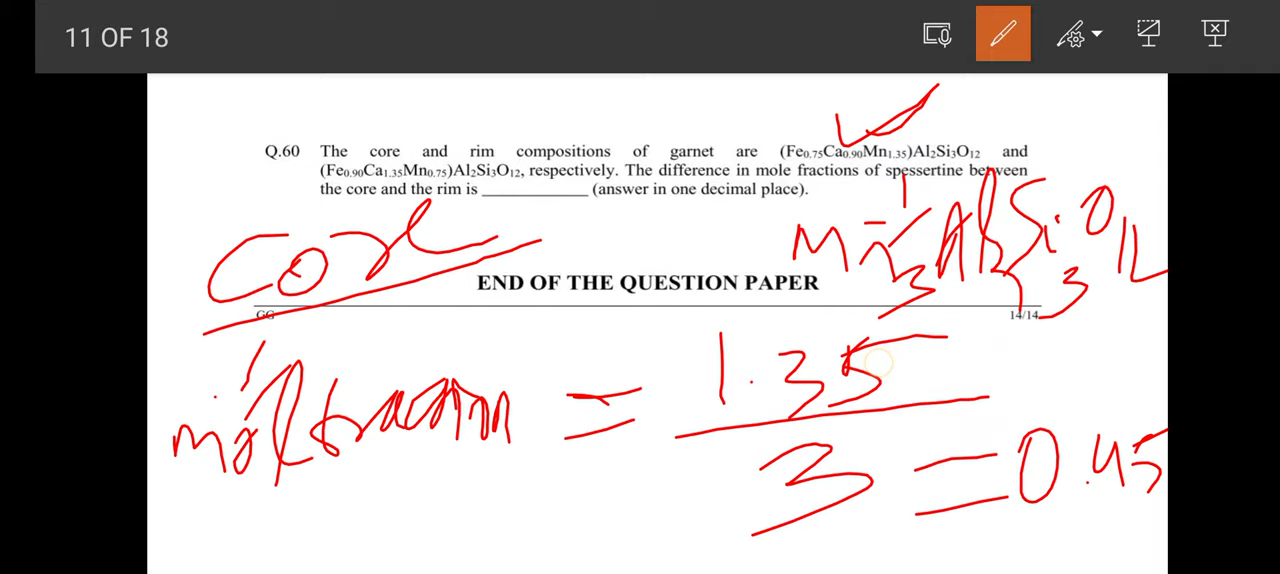 11 OF 18
Q.60 The core and rim compositions of garnet are (Fe0.75Ca0.90Mn1.35)Al2Si3O12 and
(Fe0.90Ca1.35Mn0.75)Al2Si3O12, respectively. The difference in mole fractions of spessertine between
the core and the rim is ____________ (answer in one decimal place).
Core
Mn3Al2Si3O12
END OF THE QUESTION PAPER
GG 14/14
mole fraction = 1.35
3 = 0.45